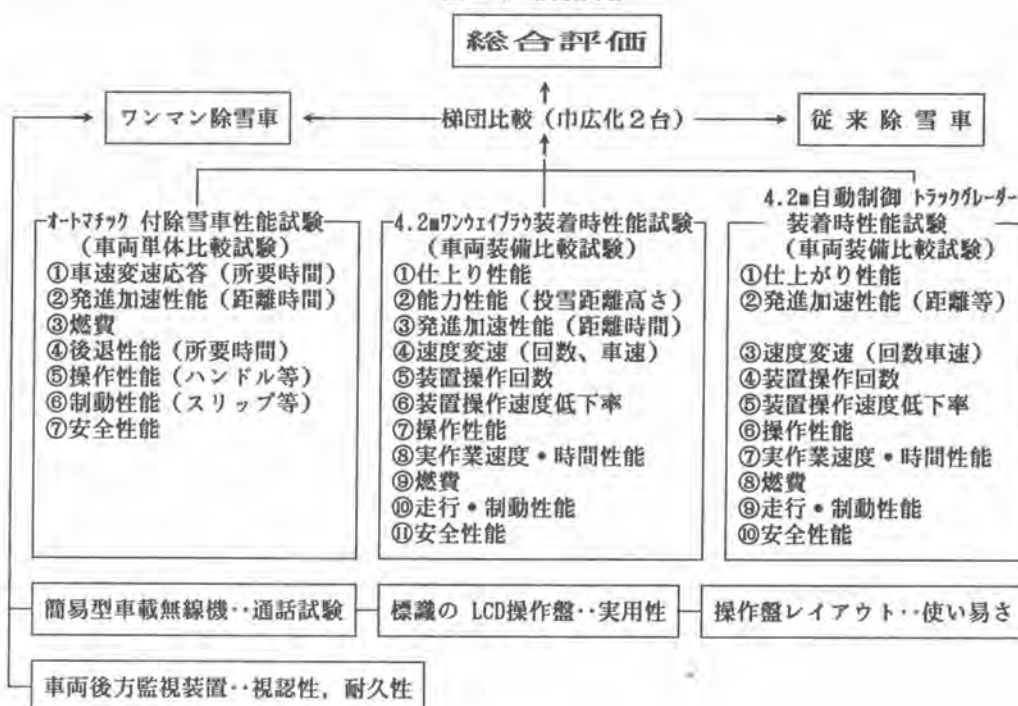 総合評価
ワンマン除雪車
梯団比較（巾広化２台）
従来除雪車
オートマチック 付除雪車性能試験
（車両単体比較試験）
①車速変速応答（所要時間）
②発進加速性能（距離時間）
③燃費
④後退性能（所要時間）
⑤操作性能（ハンドル等）
⑥制動性能（スリップ等）
⑦安全性能
4.2mワンウェイプラウ装着時性能試験
（車両装備比較試験）
①仕上り性能
②能力性能（投雪距離高さ）
③発進加速性能（距離時間）
④速度変速（回数、車速）
⑤装置操作回数
⑥装置操作速度低下率
⑦操作性能
⑧実作業速度・時間性能
⑨燃費
⑩走行・制動性能
⑪安全性能
4.2m自動制御 トラックグレーダー
装着時性能試験
（車両装備比較試験）
①仕上がり性能
②発進加速性能（距離等）
③速度変速（回数車速）
④装置操作回数
⑤装置操作速度低下率
⑥操作性能
⑦実作業速度・時間性能
⑧燃費
⑨走行・制動性能
⑩安全性能
簡易型車載無線機‥通話試験
標識の LCD操作盤‥実用性
操作盤レイアウト‥使い易さ
車両後方監視装置‥視認性，耐久性